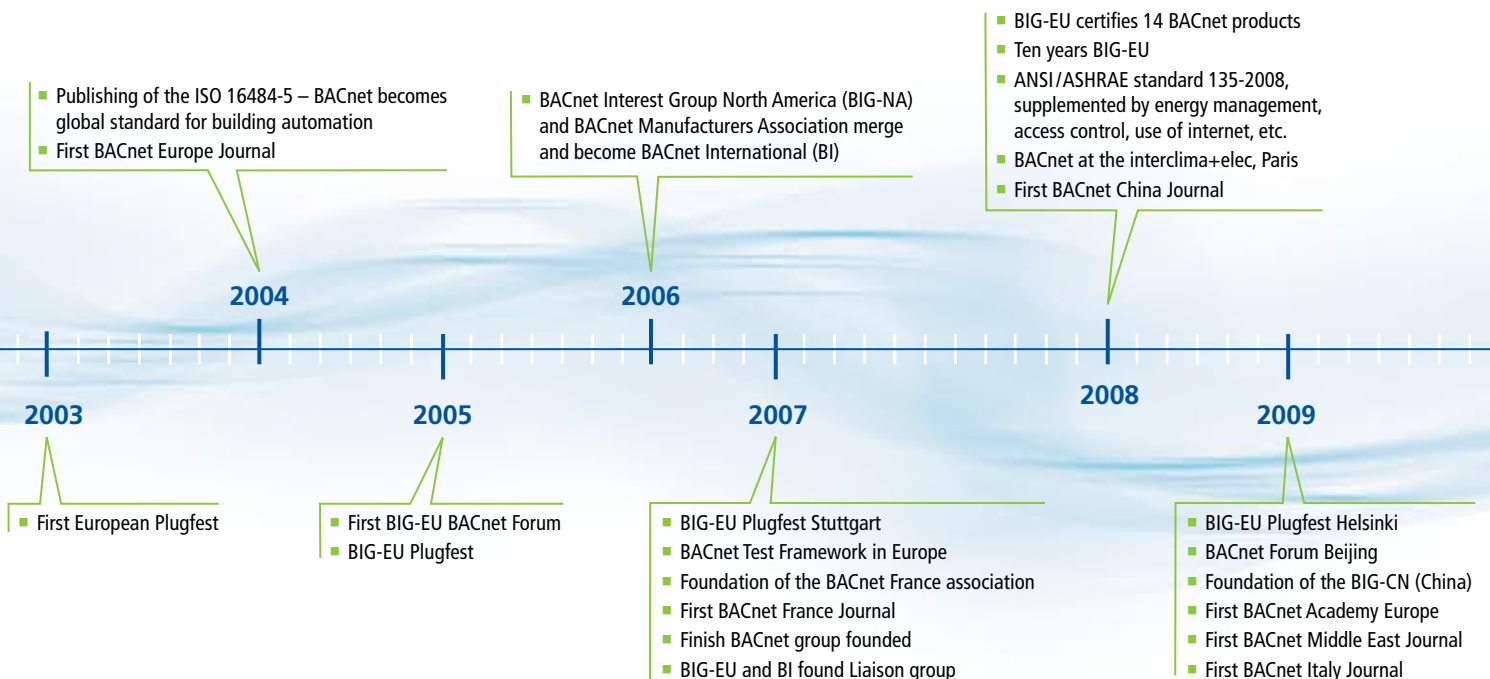 Publishing of the ISO 16484-5 – BACnet becomes
global standard for building automation
First BACnet Europe Journal
BACnet Interest Group North America (BIG-NA)
and BACnet Manufacturers Association merge
and become BACnet International (BI)
BIG-EU certifies 14 BACnet products
Ten years BIG-EU
ANSI/ASHRAE standard 135-2008,
supplemented by energy management,
access control, use of internet, etc.
BACnet at the interclima+elec, Paris
First BACnet China Journal
2004
2006
2003
2005
2007
2008
2009
First European Plugfest
First BIG-EU BACnet Forum
BIG-EU Plugfest
BIG-EU Plugfest Stuttgart
BACnet Test Framework in Europe
Foundation of the BACnet France association
First BACnet France Journal
Finish BACnet group founded
BIG-EU and BI found Liaison group
BIG-EU Plugfest Helsinki
BACnet Forum Beijing
Foundation of the BIG-CN (China)
First BACnet Academy Europe
First BACnet Middle East Journal
First BACnet Italy Journal